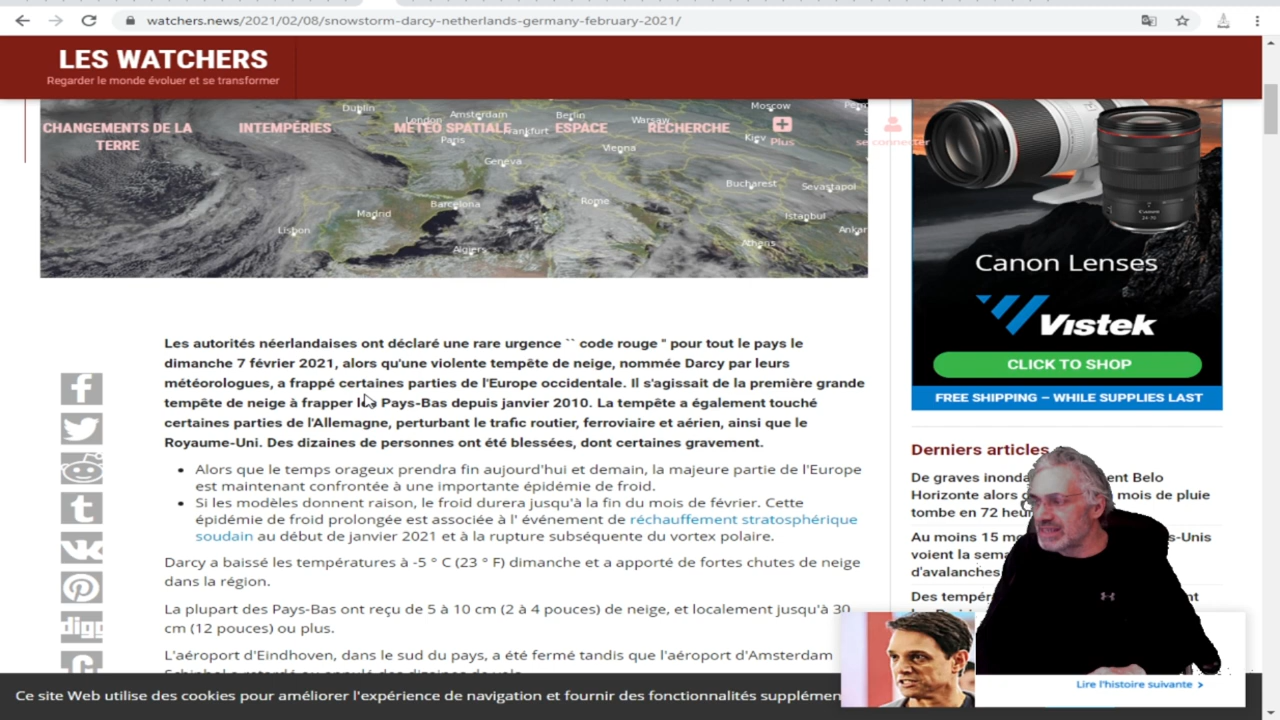 watchers.news/2021/02/08/snowstorm-darcy-netherlands-germany-february-2021/
LES WATCHERS
Regarder le monde évoluer et se transformer
CHANGEMENTS DE LA
TERRE
INTEMPÉRIES
MÉTÉO SPATIALE
ESPACE
RECHERCHE
Plus
se connecter
Dublin
London
Amsterdam
Berlin
Warsaw
Moscow
Paris
Frankfurt
Kiev
Vienna
Geneva
Bucharest
Sevastopol
Madrid
Barcelona
Rome
Istanbul
Lisbon
Ankar
Algiers
Athens
Canon Lenses
Vistek
CLICK TO SHOP
FREE SHIPPING – WHILE SUPPLIES LAST
Les autorités néerlandaises ont déclaré une rare urgence `` code rouge '' pour tout le pays le
dimanche 7 février 2021, alors qu'une violente tempête de neige, nommée Darcy par leurs
météorologues, a frappé certaines parties de l'Europe occidentale. Il s'agissait de la première grande
tempête de neige à frapper les Pays-Bas depuis janvier 2010. La tempête a également touché
certaines parties de l'Allemagne, perturbant le trafic routier, ferroviaire et aérien, ainsi que le
Royaume-Uni. Des dizaines de personnes ont été blessées, dont certaines gravement.
• Alors que le temps orageux prendra fin aujourd'hui et demain, la majeure partie de l'Europe
est maintenant confrontée à une importante épidémie de froid.
• Si les modèles donnent raison, le froid durera jusqu'à la fin du mois de février. Cette
épidémie de froid prolongée est associée à l' événement de réchauffement stratosphérique
soudain au début de janvier 2021 et à la rupture subséquente du vortex polaire.
Darcy a baissé les températures à -5 ° C (23 ° F) dimanche et a apporté de fortes chutes de neige
dans la région.
La plupart des Pays-Bas ont reçu de 5 à 10 cm (2 à 4 pouces) de neige, et localement jusqu'à 30
cm (12 pouces) ou plus.
L'aéroport d'Eindhoven, dans le sud du pays, a été fermé tandis que l'aéroport d'Amsterdam
Derniers articles
De graves inonda ent Belo
Horizonte alors mois de pluie
tombe en 72 heur
Au moins 15 mo s-Unis
voient la sema
d'avalanches
Des tempér nt
digg
Lire l'histoire suivante >
Ce site Web utilise des cookies pour améliorer l'expérience de navigation et fournir des fonctionnalités supplémen